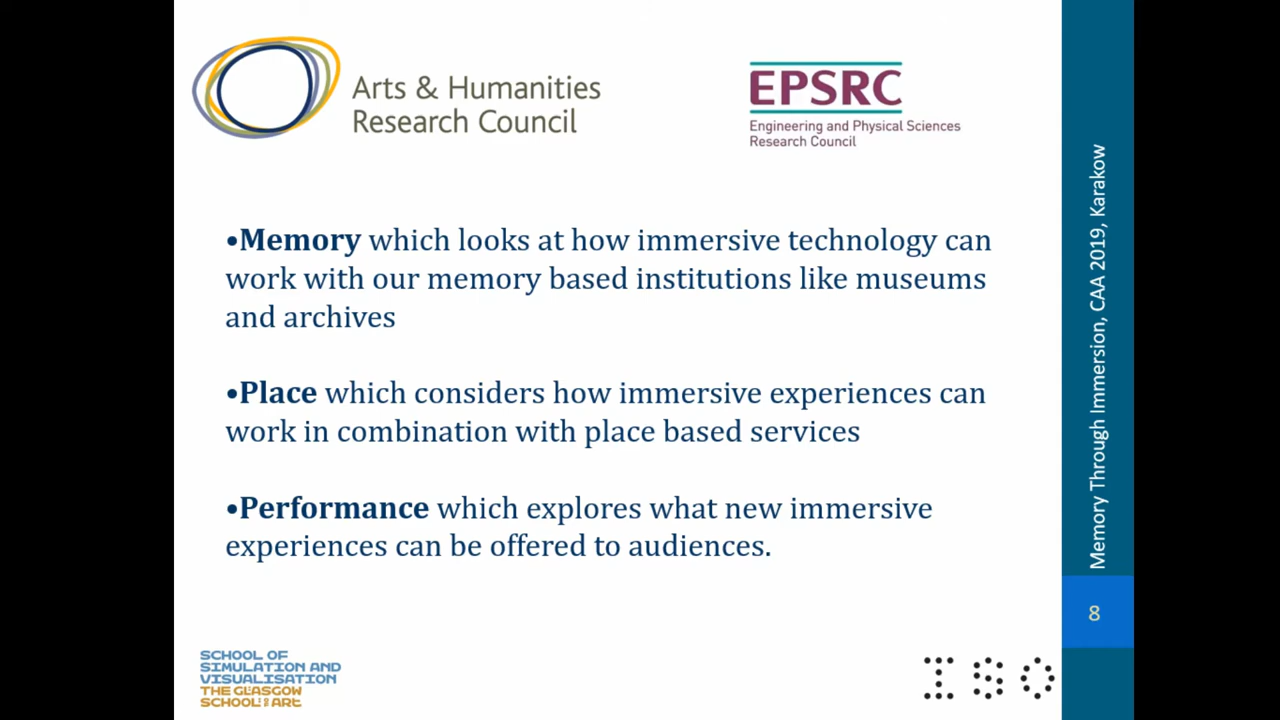 Arts & Humanities
Research Council
EPSRC
Engineering and Physical Sciences
Research Council
•Memory which looks at how immersive technology can
work with our memory based institutions like museums
and archives
•Place which considers how immersive experiences can
work in combination with place based services
•Performance which explores what new immersive
experiences can be offered to audiences.
Memory Through Immersion, CAA 2019, Karakow
8
SCHOOL OF
SIMULATION AND
VISUALISATION
THE GLASGOW
SCHOOL OF ART
ISO